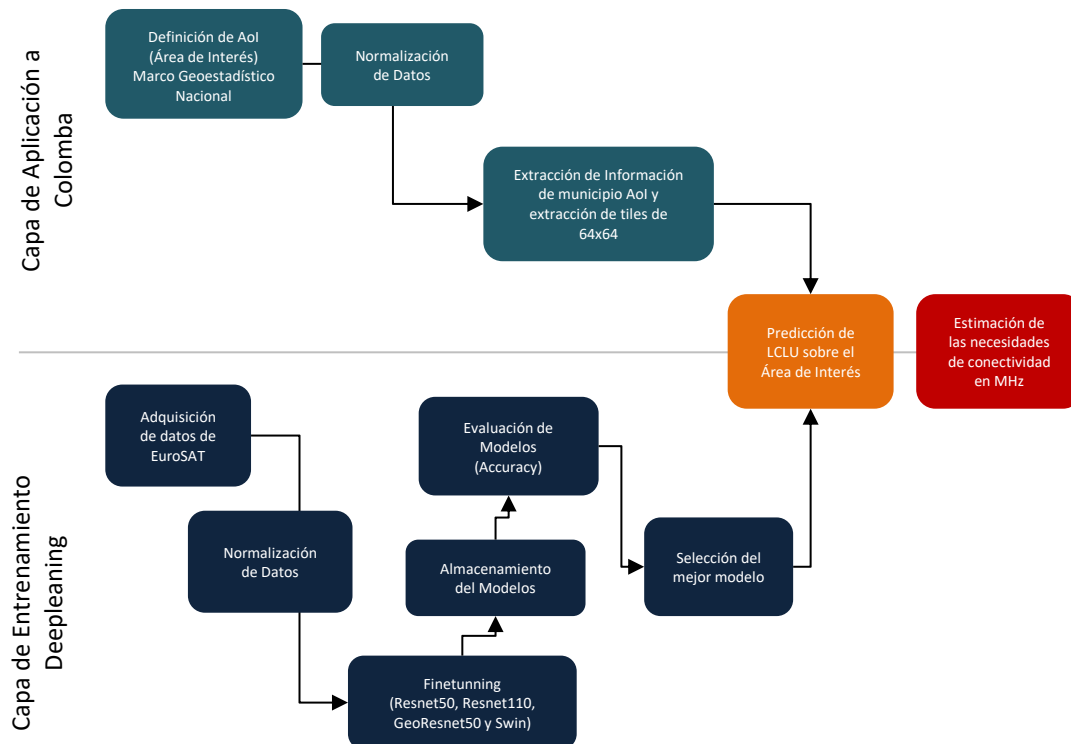 Capa de Aplicación a
Colomba
Definición de AoI
(Área de Interés)
Marco Geoestadístico
Nacional
Normalización
de Datos
Extracción de Información
de municipio AoI y
extracción de tiles de
64x64
Predicción de
LCLU sobre el
Área de Interés
Estimación de
las necesidades
de conectividad
en MHz
Capa de Entrenamiento
Deepleaning
Adquisición
de datos de
EuroSAT
Normalización
de Datos
Finetunning
(Resnet50, Resnet110,
GeoResnet50 y Swin)
Almacenamiento
del Modelos
Evaluación de
Modelos
(Accuracy)
Selección del
mejor modelo